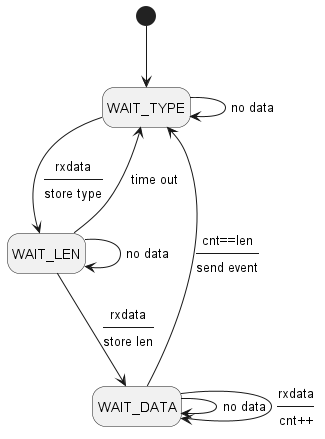 WAIT_TYPE
no data
rxdata
store type
time out
WAIT_LEN
no data
cnt==len
send event
rxdata
store len
WAIT_DATA
no data
rxdata
cnt++